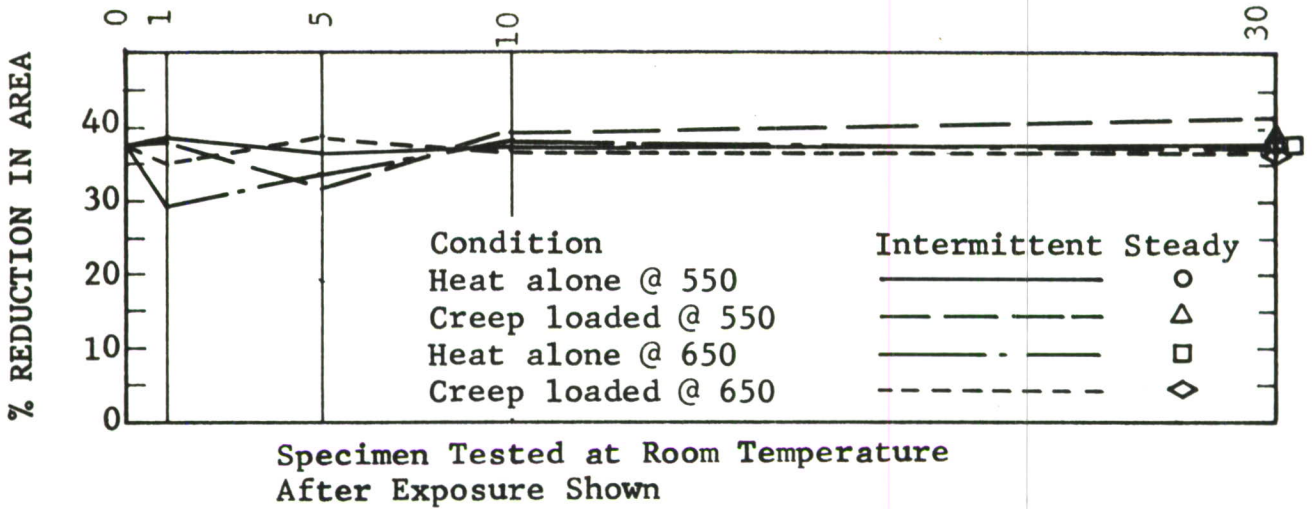 0 1 5 10 30
% REDUCTION IN AREA
40
30
20
10
0
Condition Intermittent Steady
Heat alone @ 550
Creep loaded @ 550
Heat alone @ 650
Creep loaded @ 650
Specimen Tested at Room Temperature
After Exposure Shown